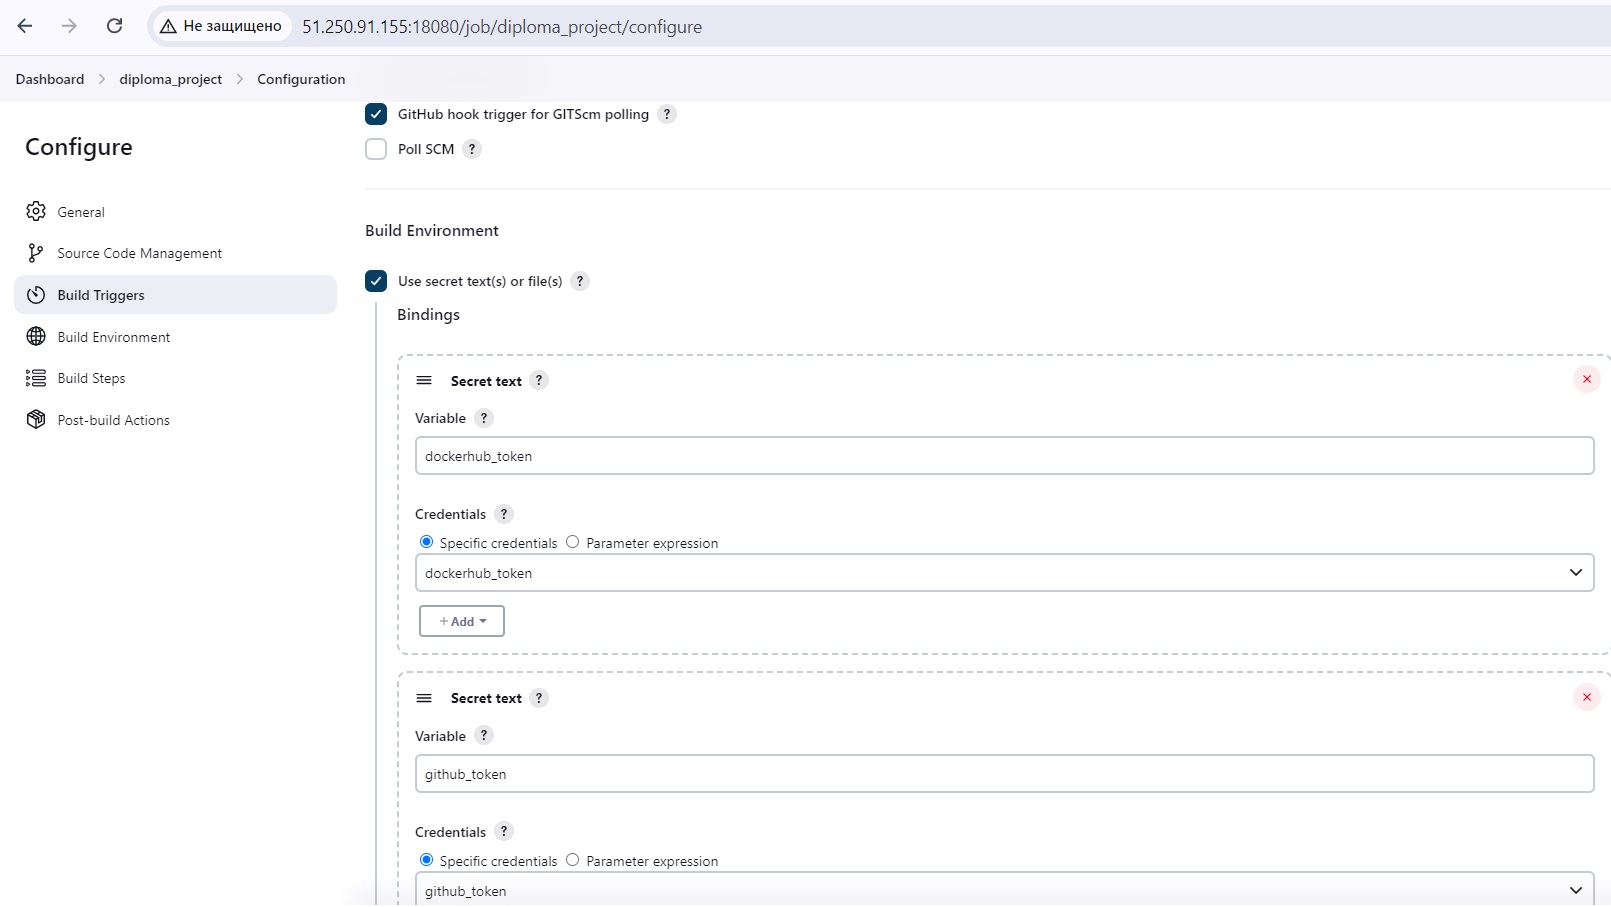 Не защищено 51.250.91.155:18080/job/diploma_project/configure
Dashboard diploma_project Configuration
Configure
General
Source Code Management
Build Triggers
Build Environment
Build Steps
Post-build Actions
GitHub hook trigger for GITScm polling ?
Poll SCM ?
Build Environment
Use secret text(s) or file(s) ?
Bindings
Secret text ?
Variable ?
dockerhub_token
Credentials ?
Specific credentials Parameter expression
dockerhub_token
+ Add
Secret text ?
Variable ?
github_token
Credentials ?
Specific credentials Parameter expression
github_token